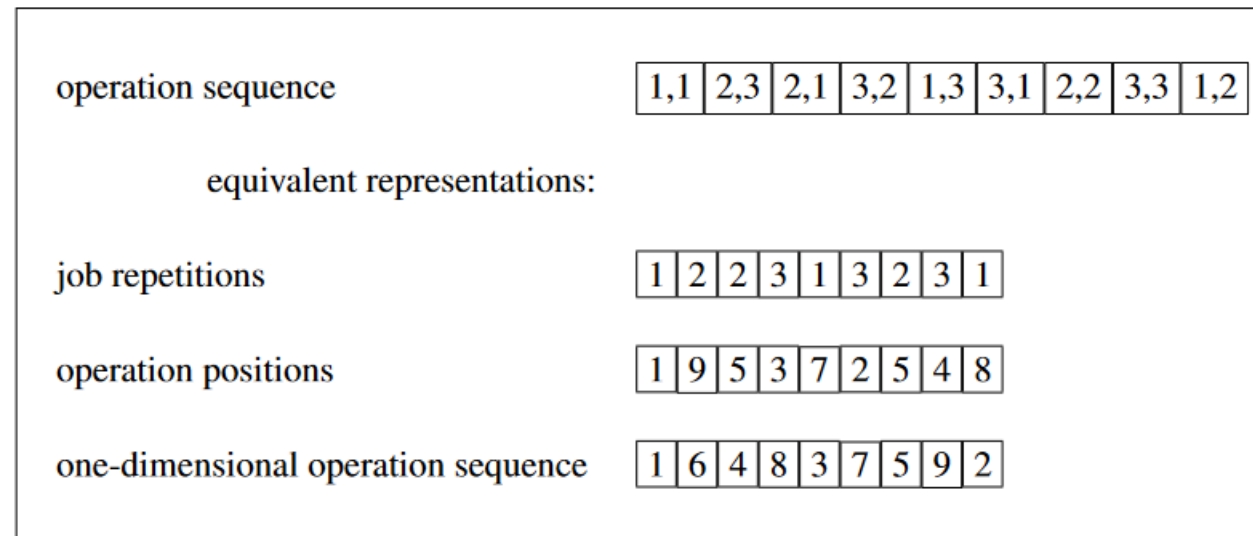 operation sequence 1,1 2,3 2,1 3,2 1,3 3,1 2,2 3,3 1,2
equivalent representations:
job repetitions 1 2 2 3 1 3 2 3 1
operation positions 1 9 5 3 7 2 5 4 8
one-dimensional operation sequence 1 6 4 8 3 7 5 9 2